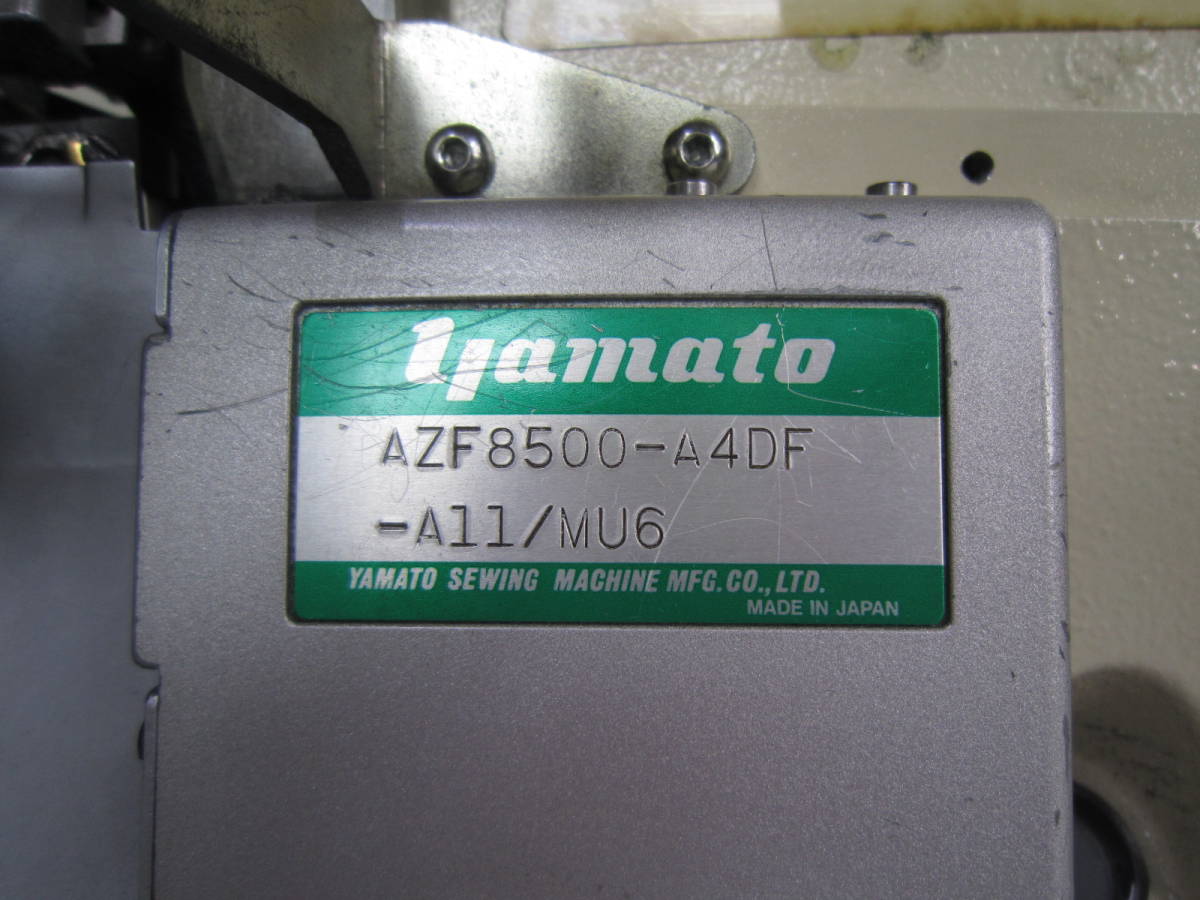 yamato
AZF8500-A4DF
-A11/MU6
YAMATO SEWING MACHINE MFG.CO.,LTD.
MADE IN JAPAN